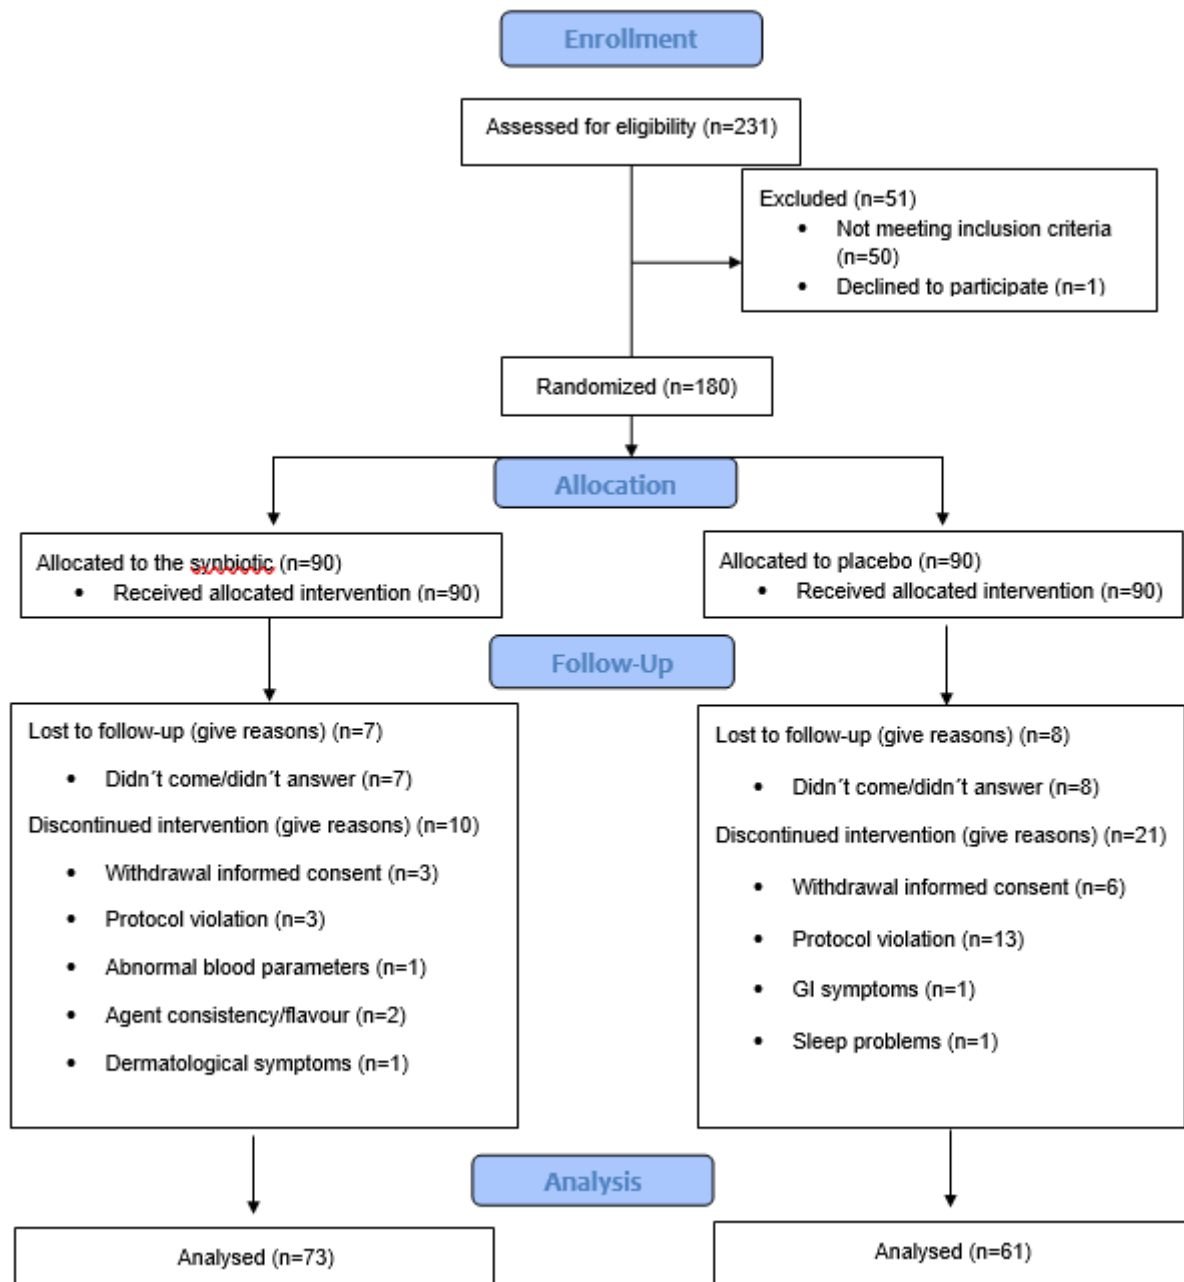 Enrollment
Assessed for eligibility (n=231)
Excluded (n=51)
• Not meeting inclusion criteria
(n=50)
• Declined to participate (n=1)
Randomized (n=180)
Allocation
Allocated to the synbiotic (n=90)
• Received allocated intervention (n=90)
Allocated to placebo (n=90)
• Received allocated intervention (n=90)
Follow-Up
Lost to follow-up (give reasons) (n=7)
• Didn´t come/didn´t answer (n=7)
Discontinued intervention (give reasons) (n=10)
• Withdrawal informed consent (n=3)
• Protocol violation (n=3)
• Abnormal blood parameters (n=1)
• Agent consistency/flavour (n=2)
• Dermatological symptoms (n=1)
Lost to follow-up (give reasons) (n=8)
• Didn´t come/didn´t answer (n=8)
Discontinued intervention (give reasons) (n=21)
• Withdrawal informed consent (n=6)
• Protocol violation (n=13)
• GI symptoms (n=1)
• Sleep problems (n=1)
Analysis
Analysed (n=73)
Analysed (n=61)